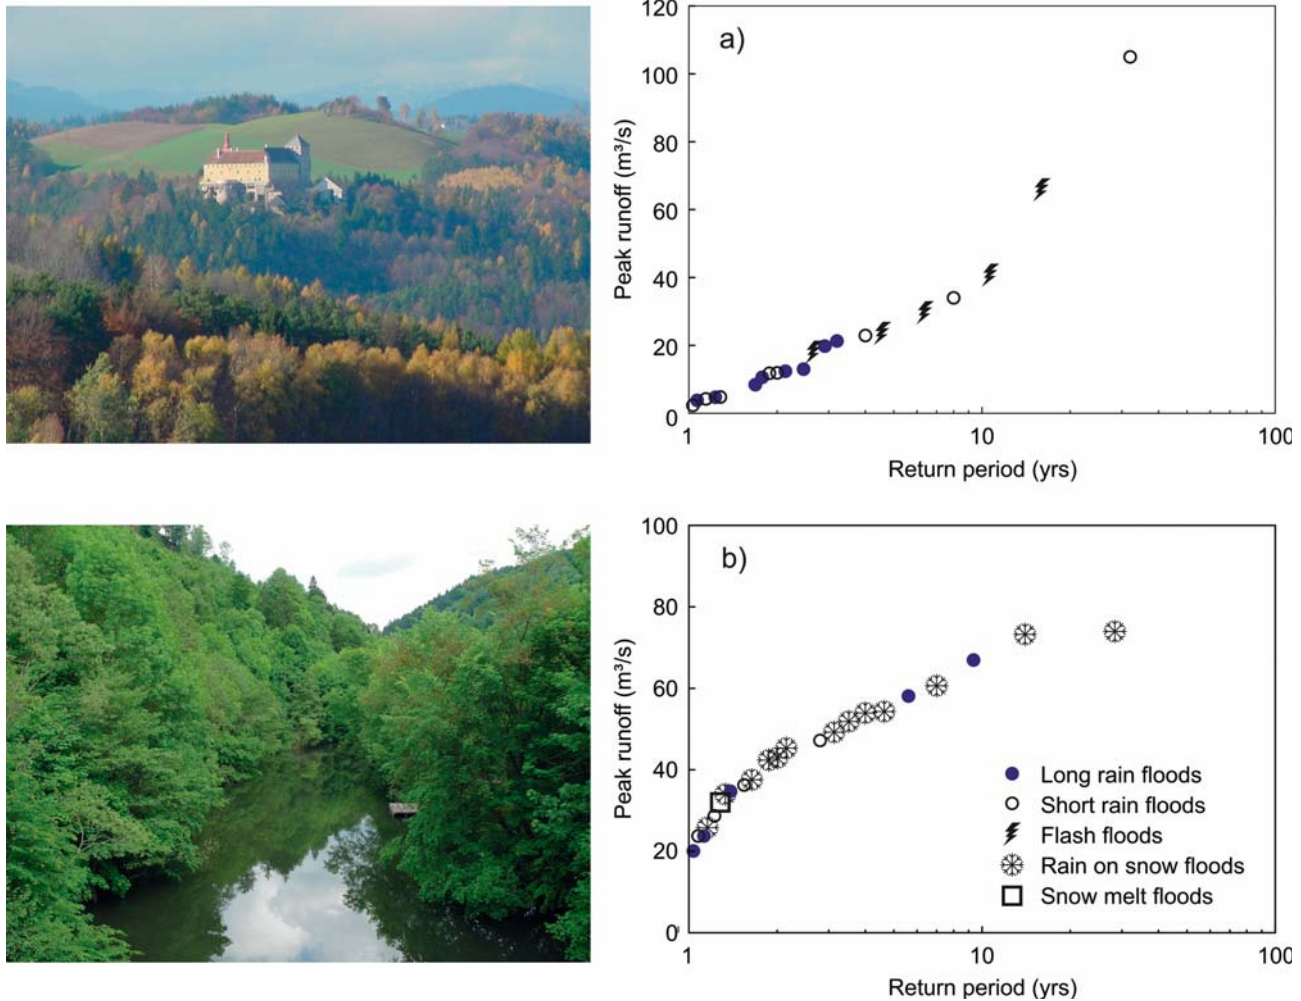 a)
120
100
80
60
40
20
0
Peak runoff (m³/s)
1
10
100
Return period (yrs)
b)
100
80
60
40
20
0
Peak runoff (m³/s)
Long rain floods
Short rain floods
Flash floods
Rain on snow floods
Snow melt floods
1
10
100
Return period (yrs)